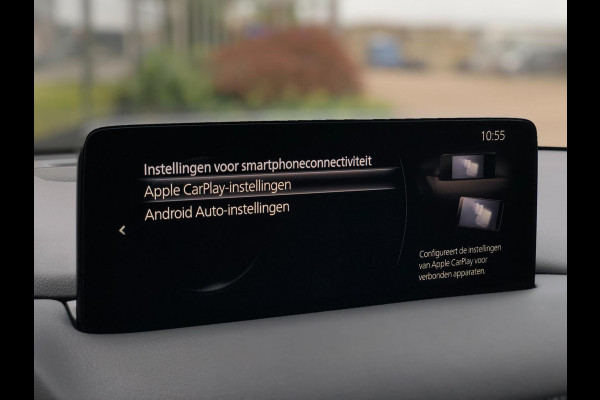 10:55
Instellingen voor smartphoneconnectiviteit
Apple CarPlay-instellingen
Android Auto-instellingen
Configureert de instellingen
van Apple CarPlay voor
verbonden apparaten.